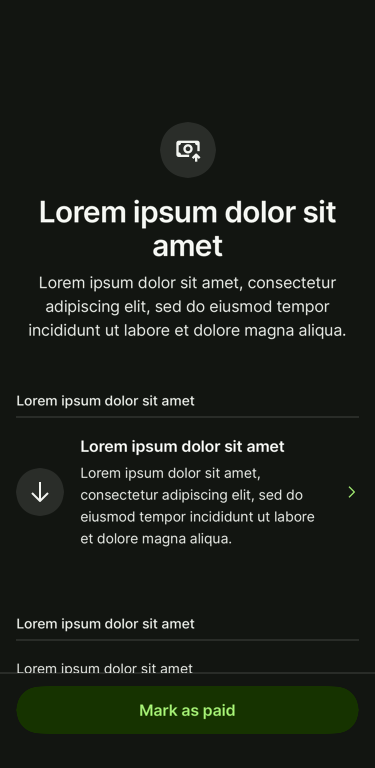 Lorem ipsum dolor sit
amet
Lorem ipsum dolor sit amet, consectetur
adipiscing elit, sed do eiusmod tempor
incididunt ut labore et dolore magna aliqua.
Lorem ipsum dolor sit amet
Lorem ipsum dolor sit amet
Lorem ipsum dolor sit amet,
consectetur adipiscing elit, sed do
eiusmod tempor incididunt ut labore
et dolore magna aliqua.
Lorem ipsum dolor sit amet
Lorem ipsum dolor sit amet
Mark as paid